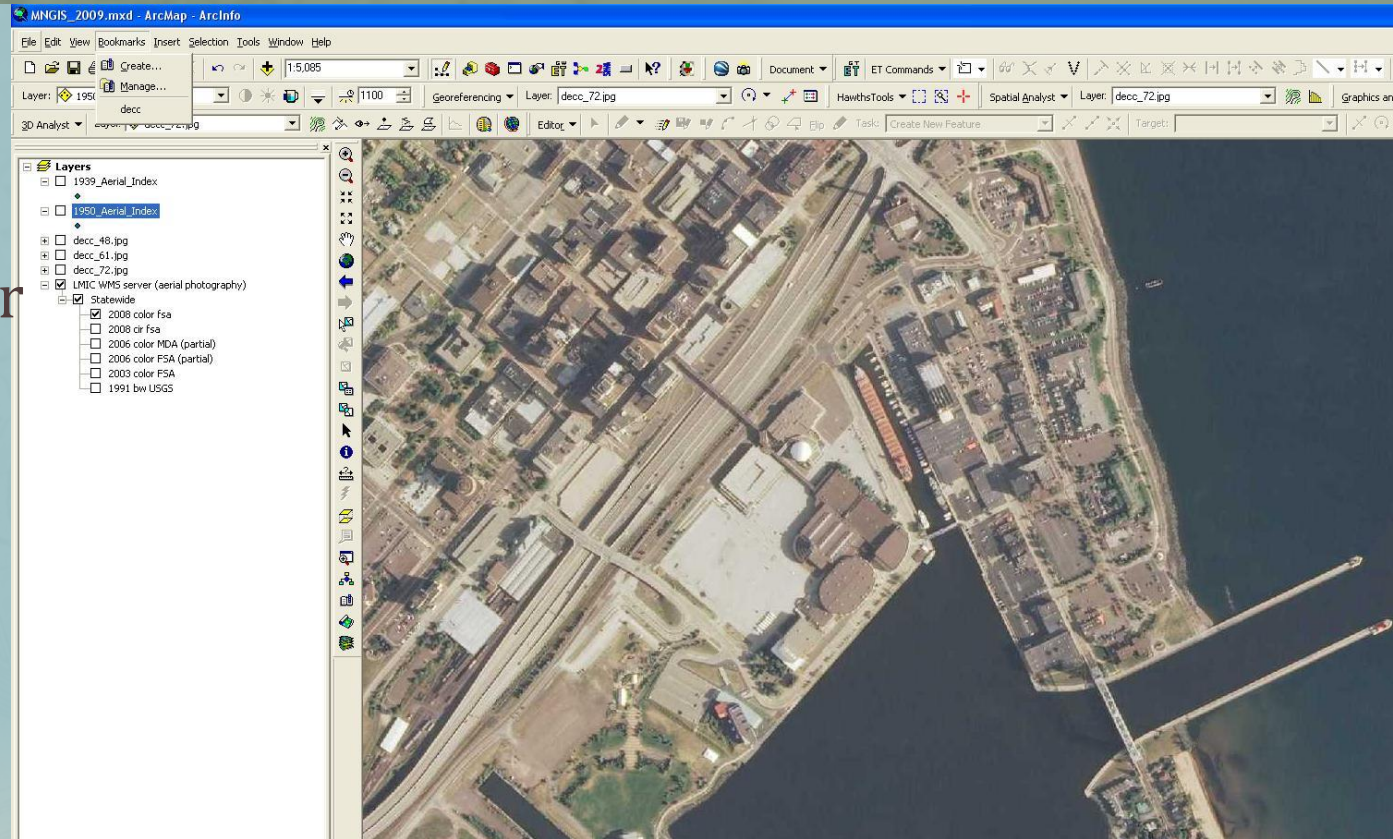 MNGIS_2009.mxd - ArcMap - ArcInfo
File Edit View Bookmarks Insert Selection Tools Window Help
Create...
Manage...
decc
1:5,085
Document
ET Commands
Layer: 1950
1100
Georeferencing
Layer: decc_72.jpg
HawthsTools
Spatial Analyst
Layer: decc_72.jpg
Graphics an
3D Analyst
decc_72.jpg
Editor
Flip
Task: Create New Feature
Target:
Layers
1939_Aerial_Index
1950_Aerial_Index
decc_48.jpg
decc_61.jpg
decc_72.jpg
LMIC WMS server (aerial photography)
Statewide
2008 color fsa
2008 cir fsa
2006 color MDA (partial)
2006 color FSA (partial)
2003 color FSA
1991 bw USGS
r